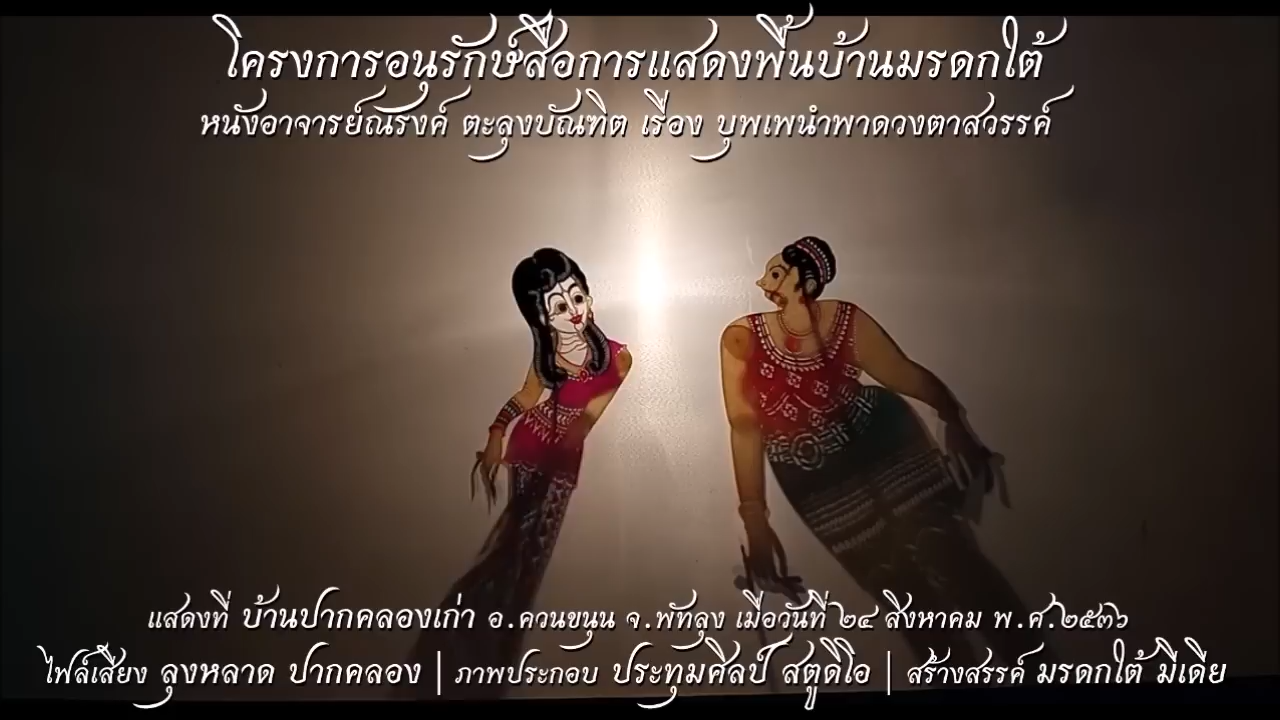 โครงการอนุรักษ์สื่อการแสดงพื้นบ้านมรดกใต้
หนังอาจารย์ณรงค์ ตะลุงบัณฑิต เรื่อง บุพเพนำพาดวงตาสวรรค์
แสดงที่ บ้านปากคลองเก่า อ.ควนขนุน จ.พัทลุง เมื่อวันที่ ๒๔ สิงหาคม พ.ศ.๒๕๓๖
ไฟล์เสียง ลุงหลาด ปากคลอง | ภาพประกอบ ประทุมศิลป์ สตูดิโอ | สร้างสรรค์ มรดกใต้ มีเดีย